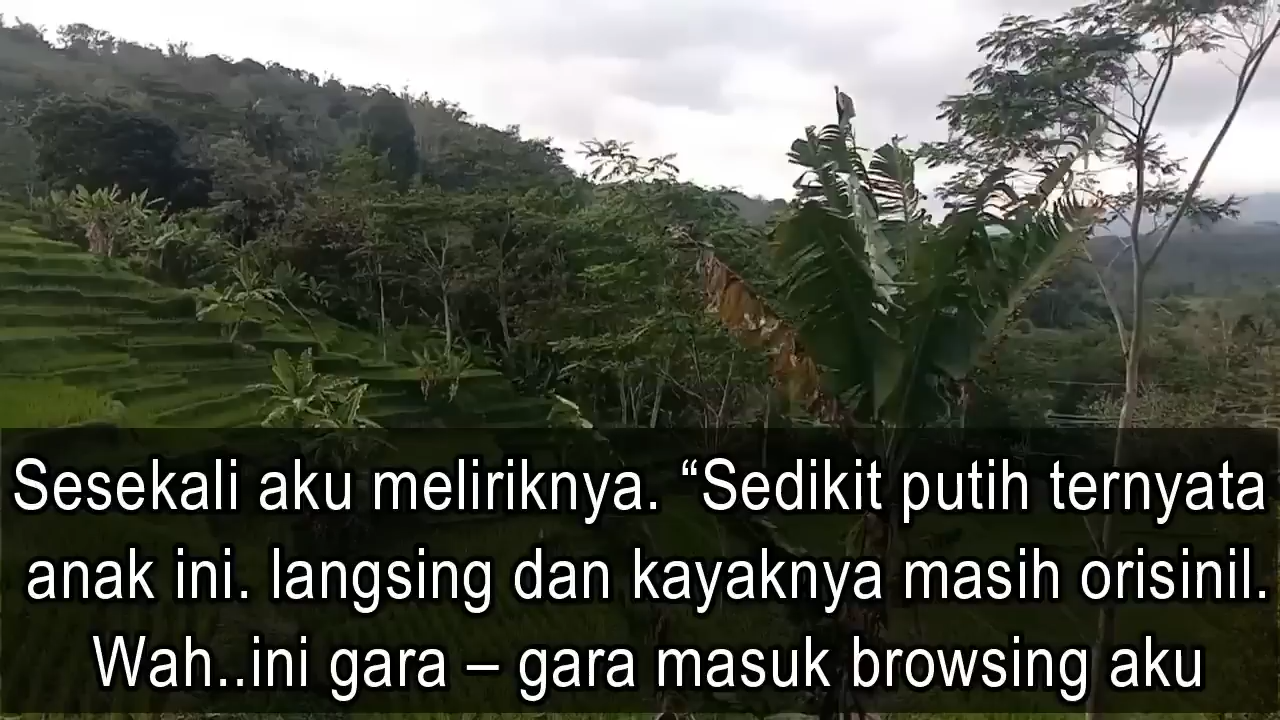 Sesekali aku meliriknya. “Sedikit putih ternyata
anak ini. langsing dan kayaknya masih orisinil.
Wah..ini gara – gara masuk browsing aku